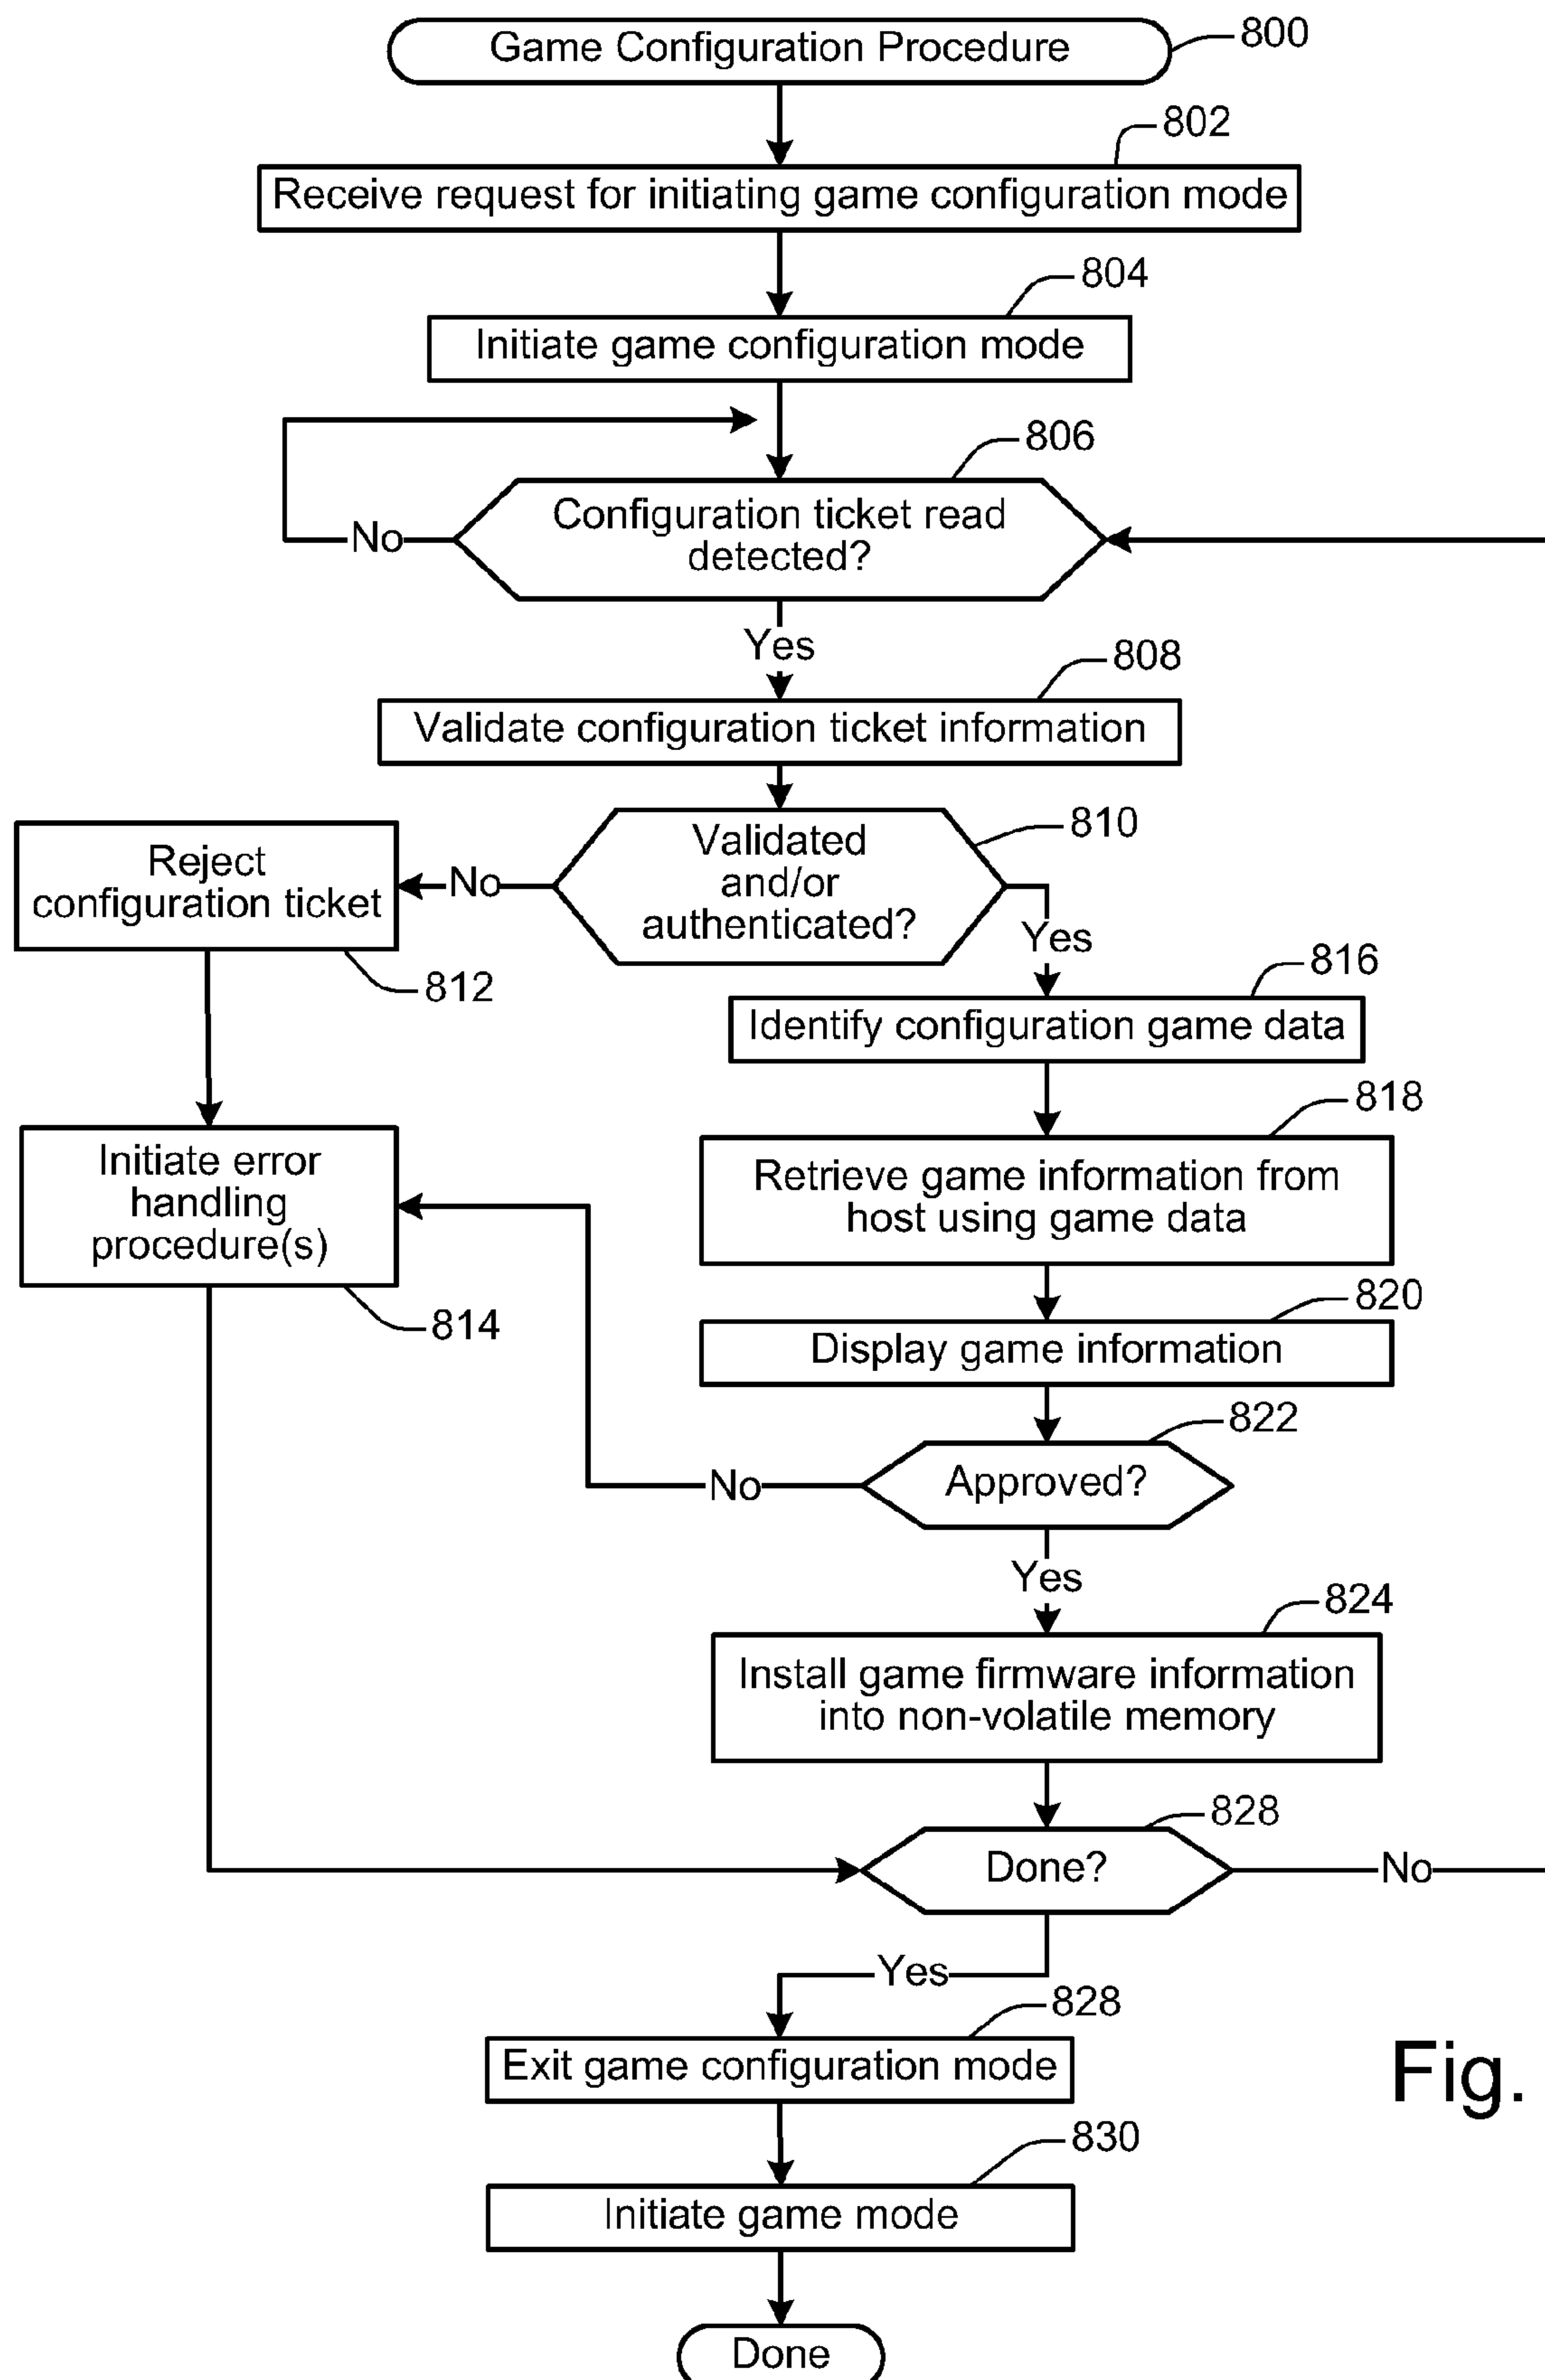 Game Configuration Procedure
800
802
Receive request for initiating game configuration mode
804
Initiate game configuration mode
806
Configuration ticket read
detected?
No
Yes
808
Validate configuration ticket information
810
Validated
and/or
authenticated?
No
Reject
configuration ticket
812
Yes
816
Identify configuration game data
818
Retrieve game information from
host using game data
Initiate error
handling
procedure(s)
814
820
Display game information
822
Approved?
No
Yes
824
Install game firmware information
into non-volatile memory
828
Done?
No
Yes
828
Exit game configuration mode
Fig.
830
Initiate game mode
Done